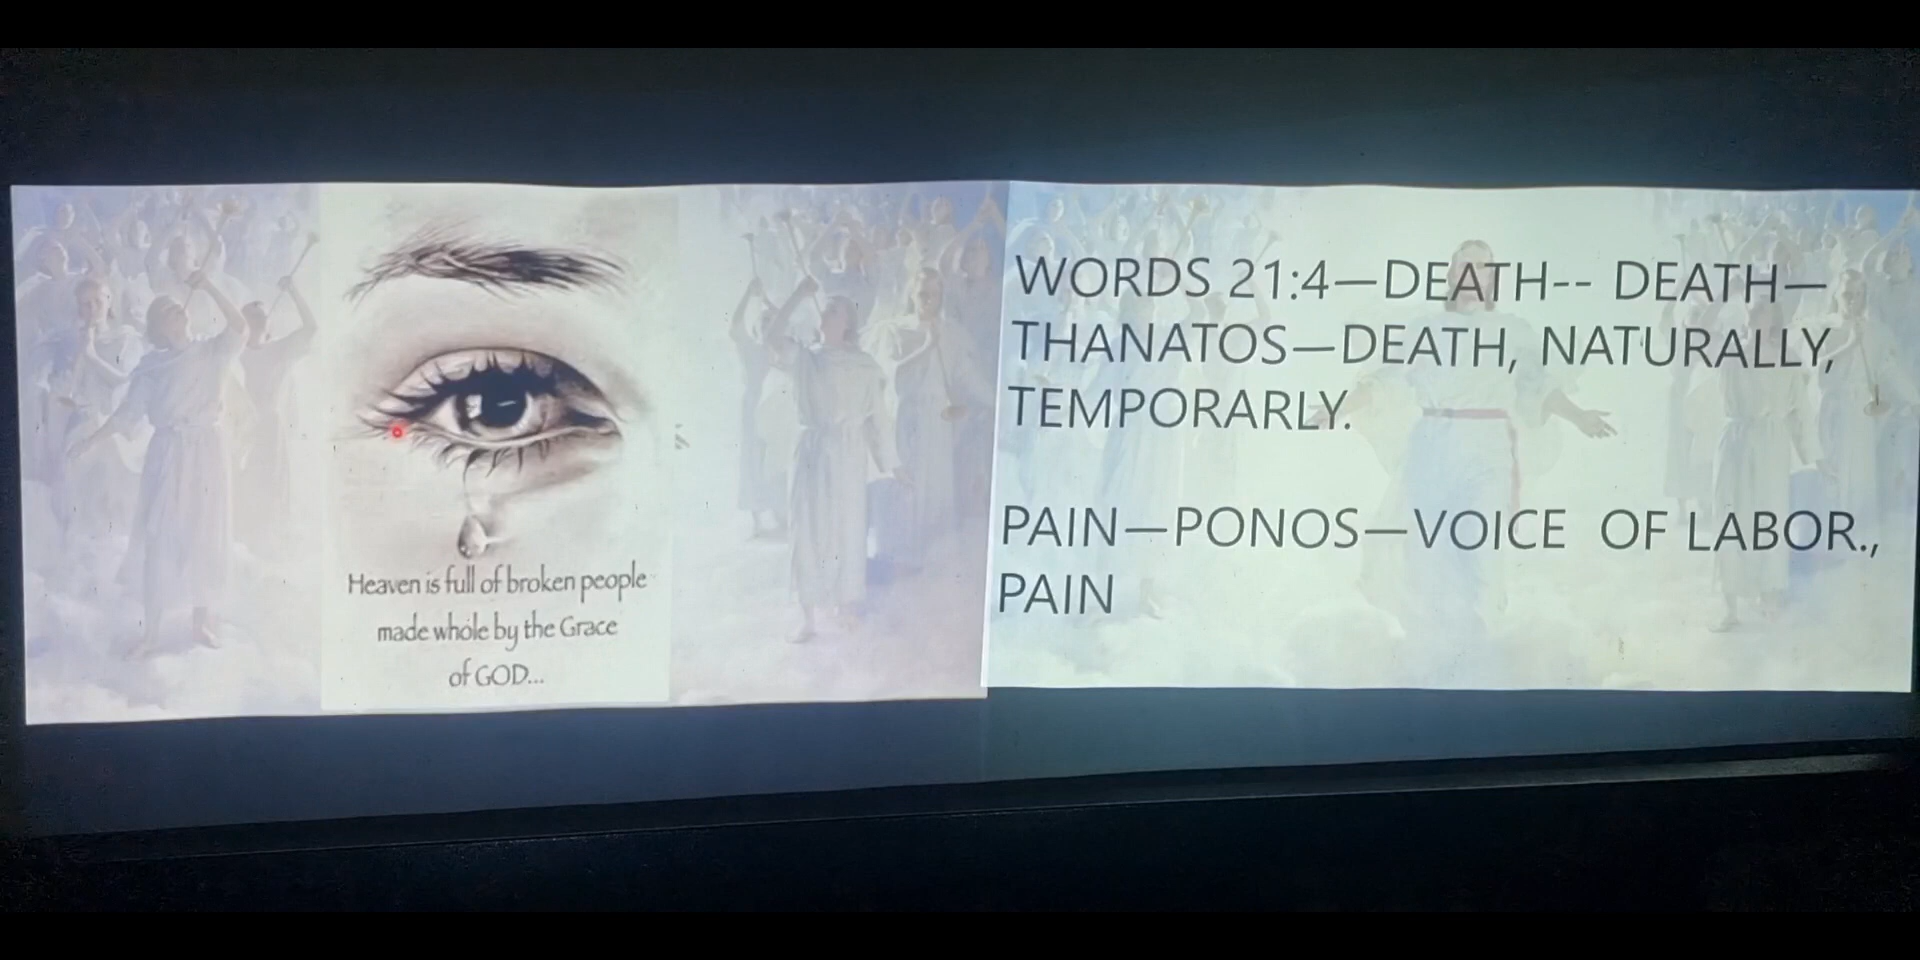 Heaven is full of broken people
made whole by the Grace
of GOD...
WORDS 21:4—DEATH-- DEATH—
THANATOS—DEATH, NATURALLY,
TEMPORARLY.
PAIN—PONOS—VOICE OF LABOR.,
PAIN